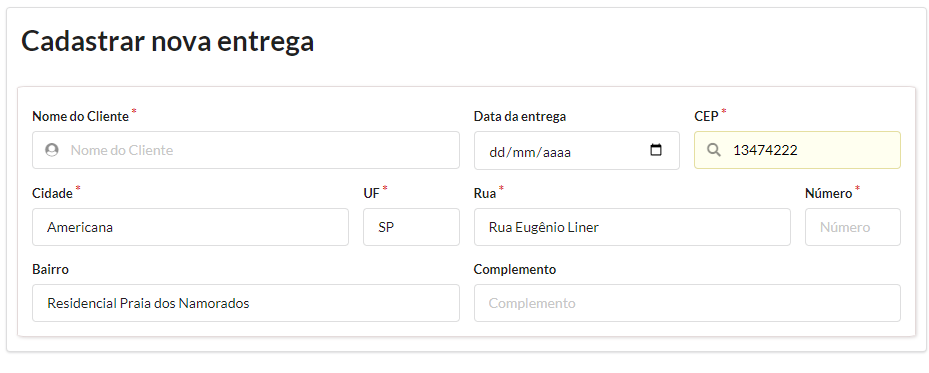 Cadastrar nova entrega
Nome do Cliente * Data da entrega CEP *
Nome do Cliente dd/mm/aaaa 13474222
Cidade * UF * Rua * Número *
Americana SP Rua Eugênio Liner Número
Bairro Complemento
Residencial Praia dos Namorados Complemento